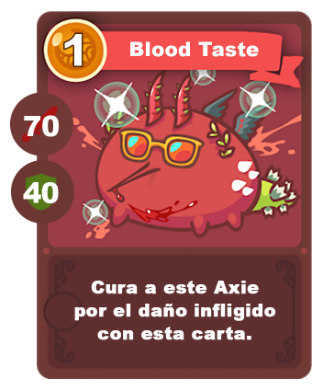 1
Blood Taste
70
40
Cura a este Axie
por el daño infligido
con esta carta.